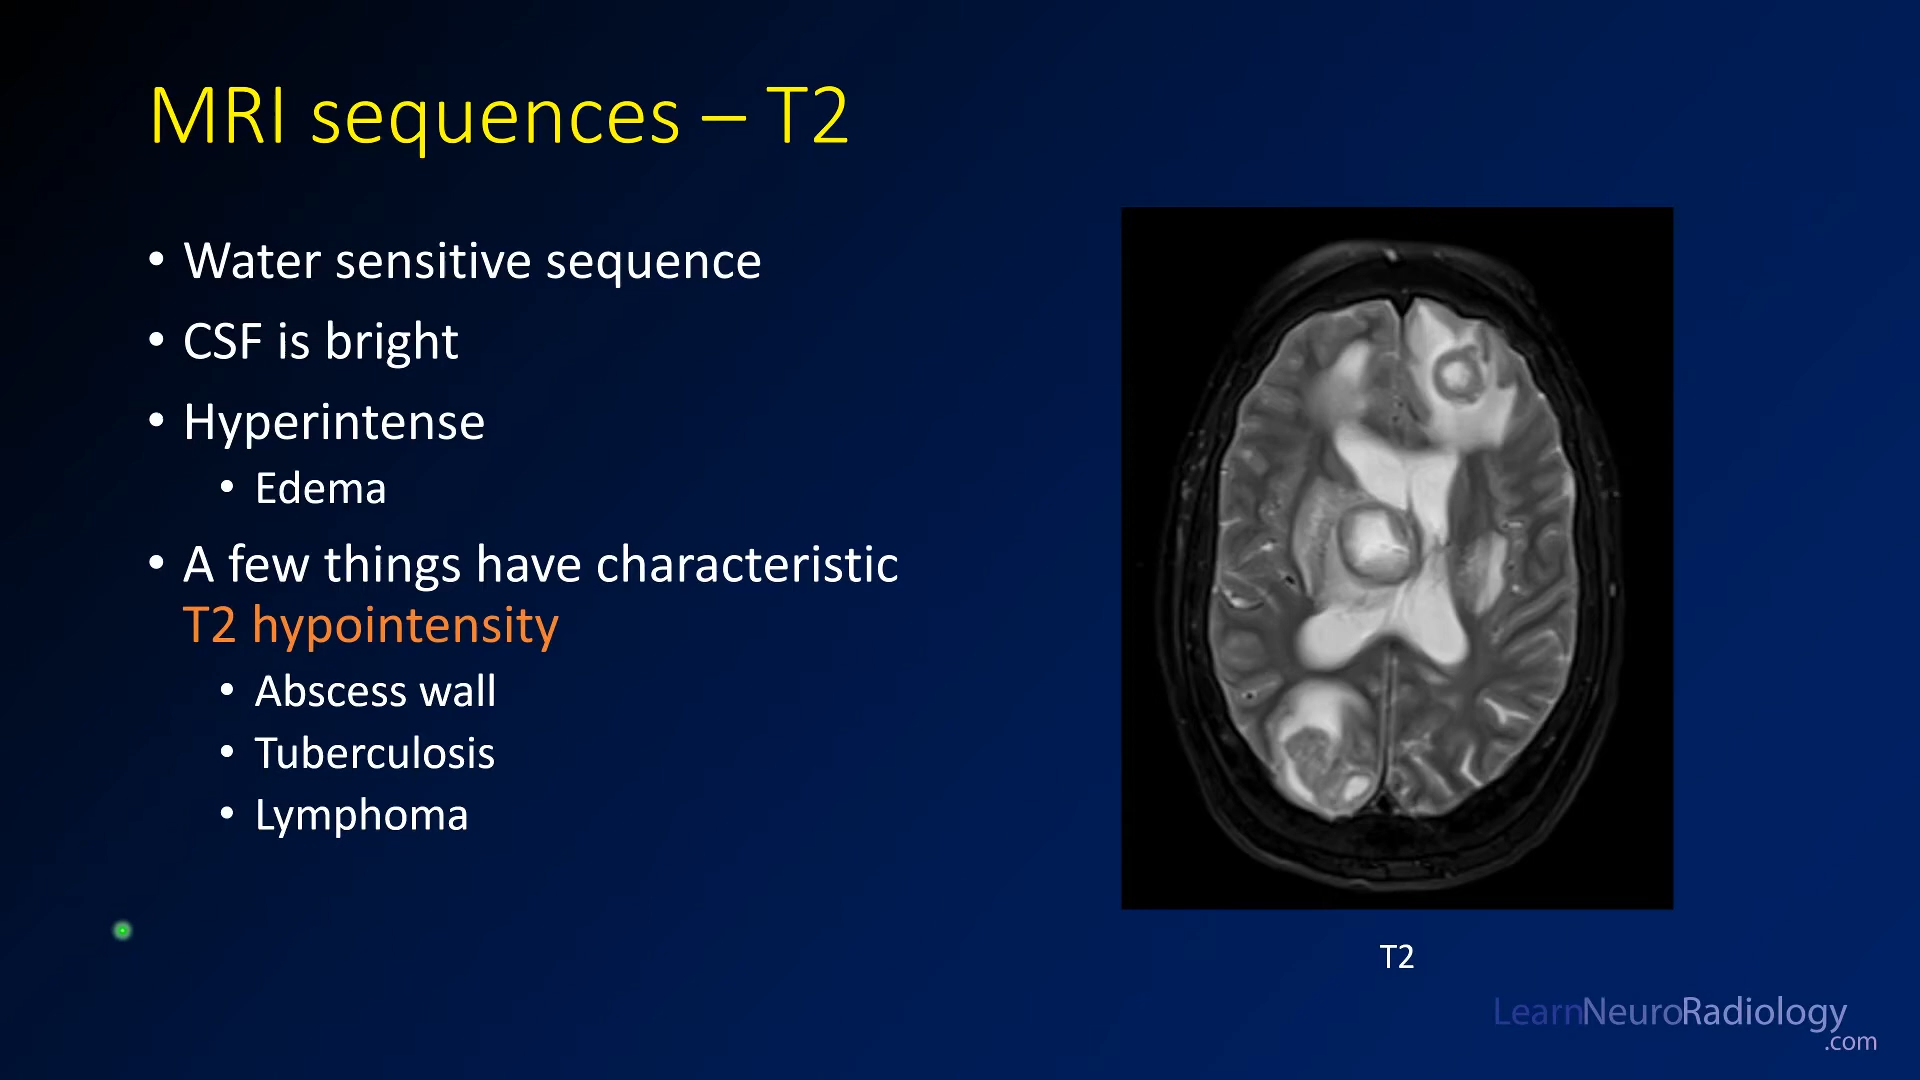 MRI sequences – T2
• Water sensitive sequence
• CSF is bright
• Hyperintense
• Edema
• A few things have characteristic
T2 hypointensity
• Abscess wall
• Tuberculosis
• Lymphoma
T2
LearnNeuroRadiology
.com